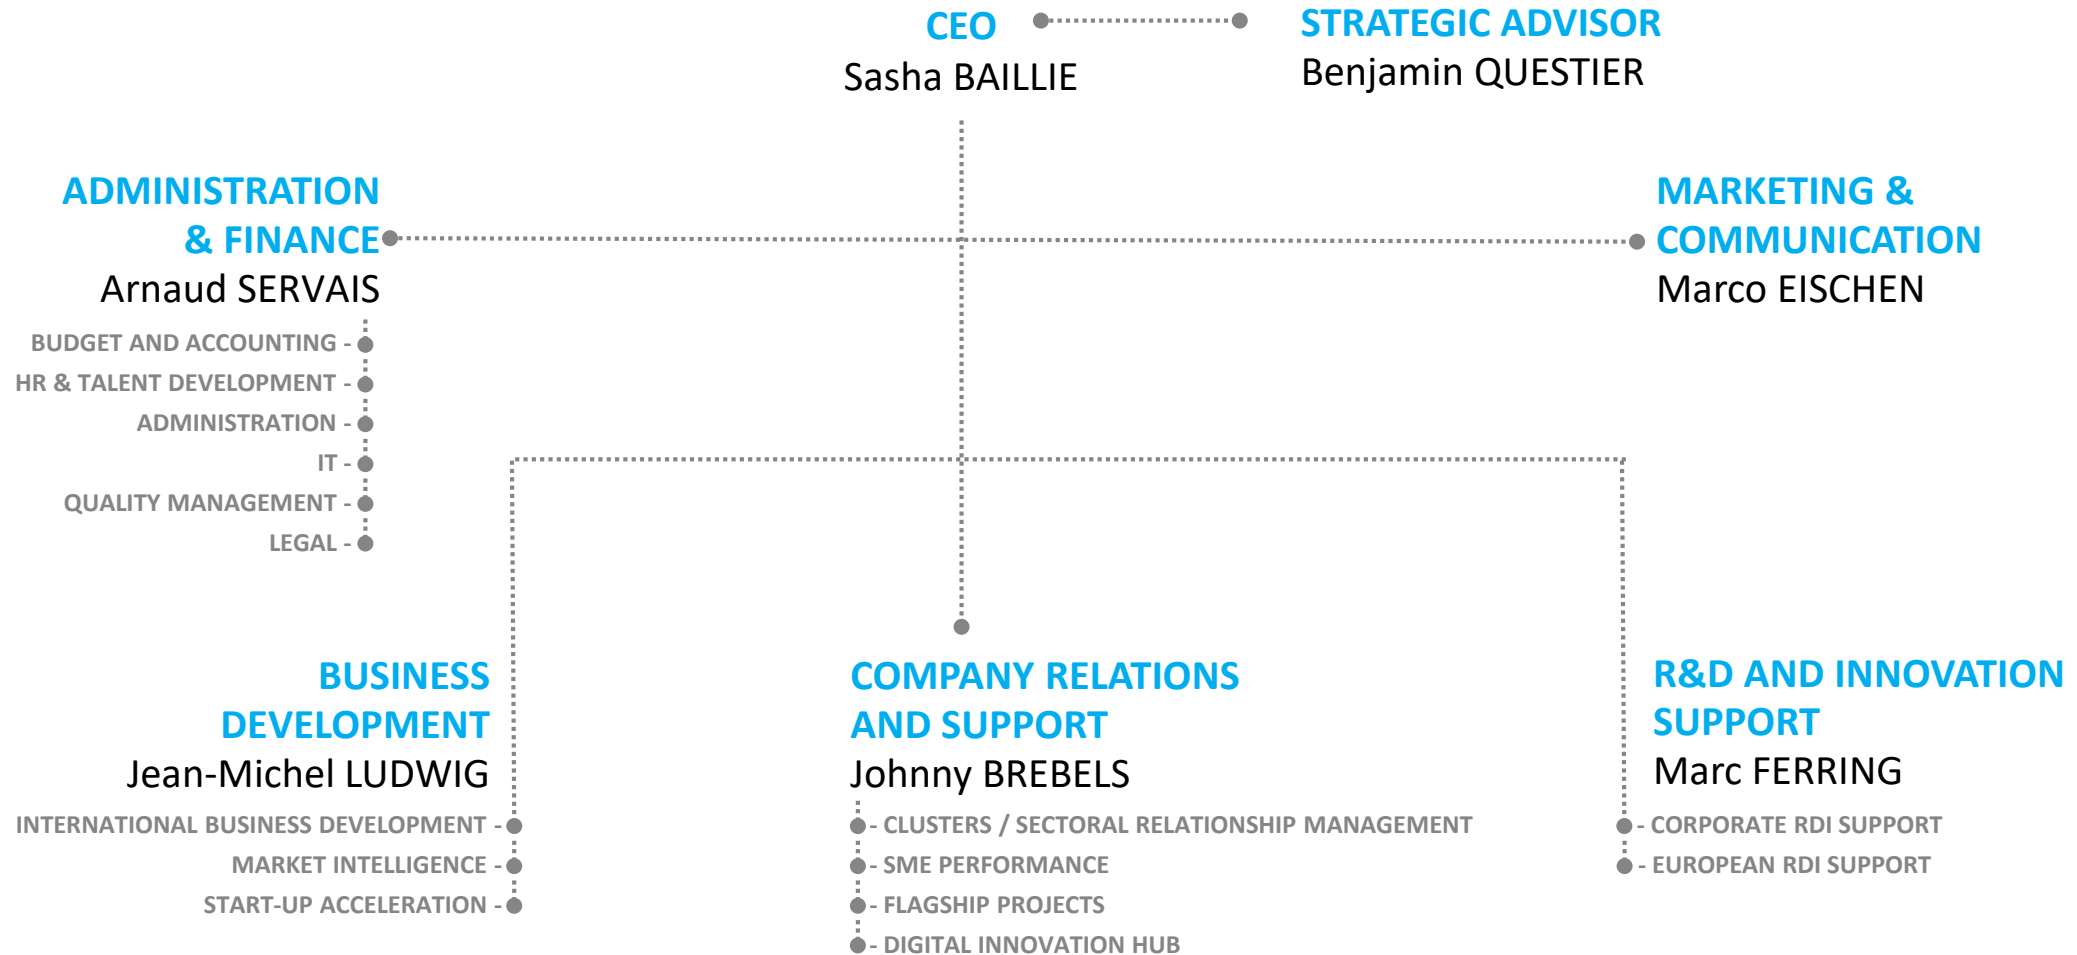 CEO
Sasha BAILLIE
STRATEGIC ADVISOR
Benjamin QUESTIER
ADMINISTRATION
& FINANCE
Arnaud SERVAIS
BUDGET AND ACCOUNTING -
HR & TALENT DEVELOPMENT -
ADMINISTRATION -
IT -
QUALITY MANAGEMENT -
LEGAL -
MARKETING &
COMMUNICATION
Marco EISCHEN
BUSINESS
DEVELOPMENT
Jean-Michel LUDWIG
INTERNATIONAL BUSINESS DEVELOPMENT -
MARKET INTELLIGENCE -
START-UP ACCELERATION -
COMPANY RELATIONS
AND SUPPORT
Johnny BREBELS
- CLUSTERS / SECTORAL RELATIONSHIP MANAGEMENT
- SME PERFORMANCE
- FLAGSHIP PROJECTS
- DIGITAL INNOVATION HUB
R&D AND INNOVATION
SUPPORT
Marc FERRING
- CORPORATE RDI SUPPORT
- EUROPEAN RDI SUPPORT